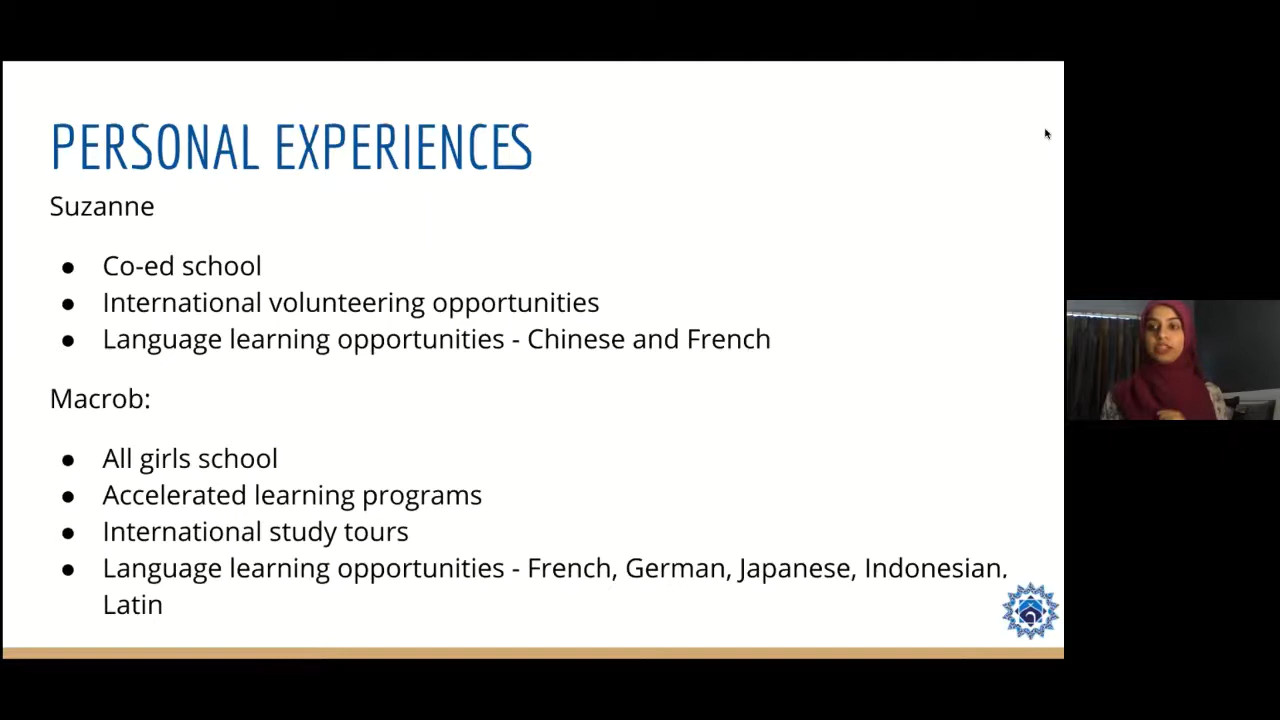 PERSONAL EXPERIENCES
Suzanne
● Co-ed school
● International volunteering opportunities
● Language learning opportunities - Chinese and French
Macrob:
● All girls school
● Accelerated learning programs
● International study tours
● Language learning opportunities - French, German, Japanese, Indonesian,
Latin